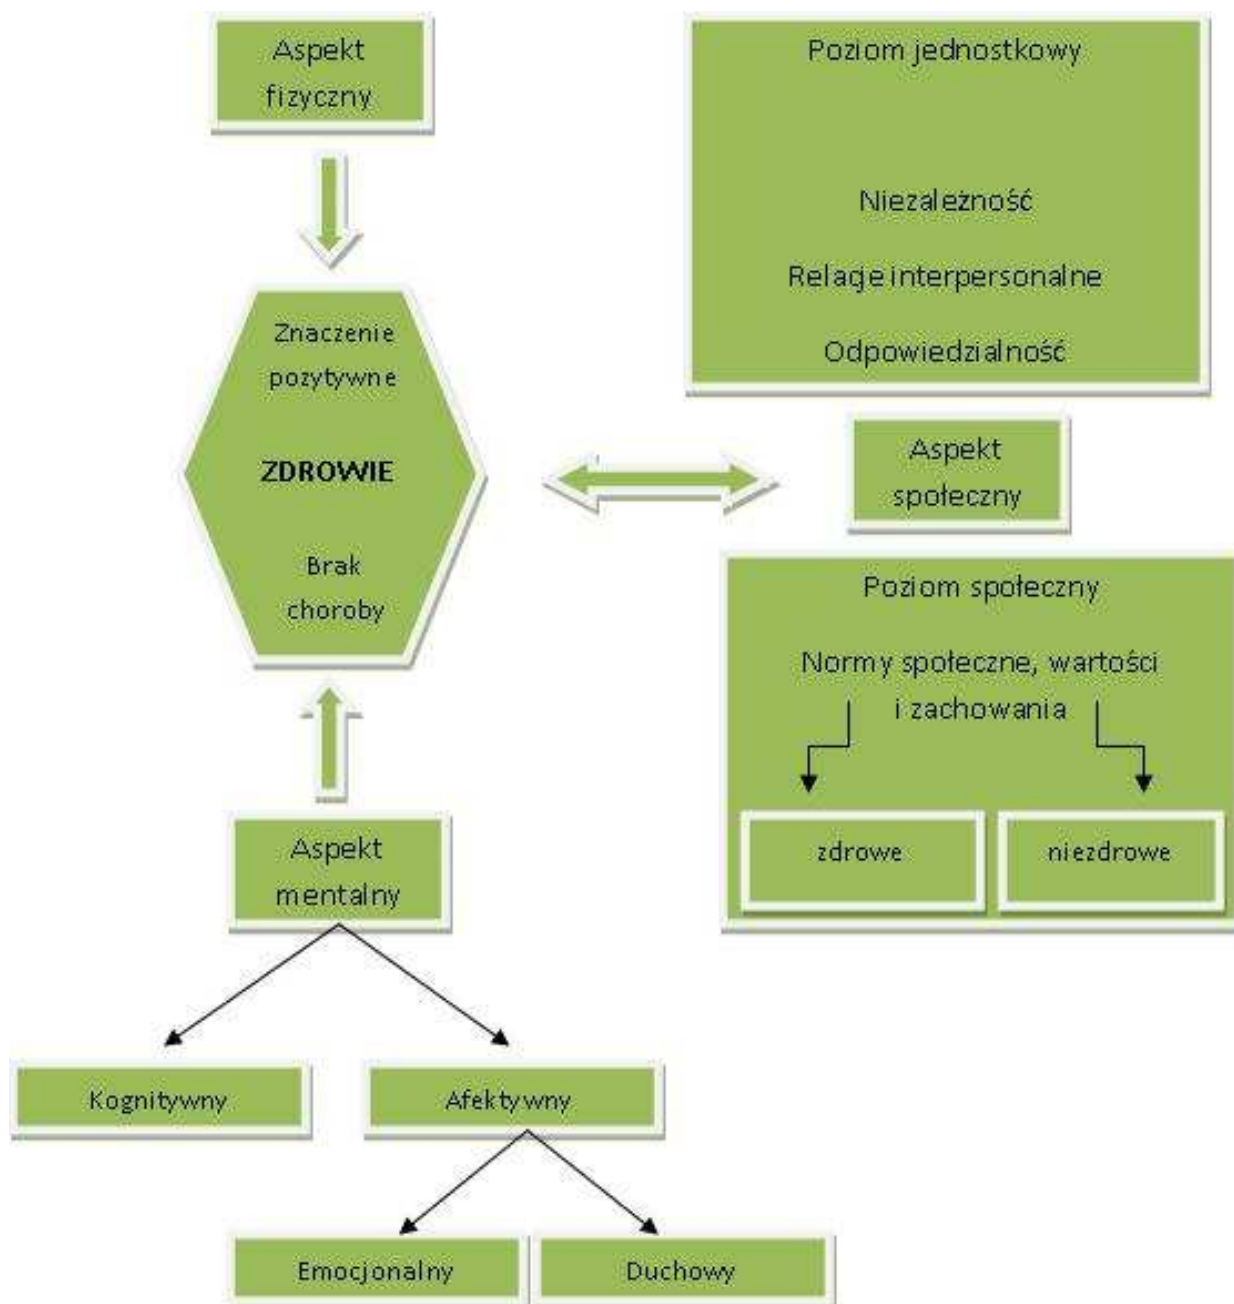 Aspekt
fizyczny
Poziom jednostkowy
Niezależność
Relacje interpersonalne
Odpowiedzialność
Znaczenie
pozytywne
ZDROWIE
Brak
choroby
Aspekt
społeczny
Poziom społeczny
Normy społeczne, wartości
i zachowania
zdrowe
niezdrowe
Aspekt
mentalny
Kognitywny
Afektywny
Emocjonalny
Duchowy